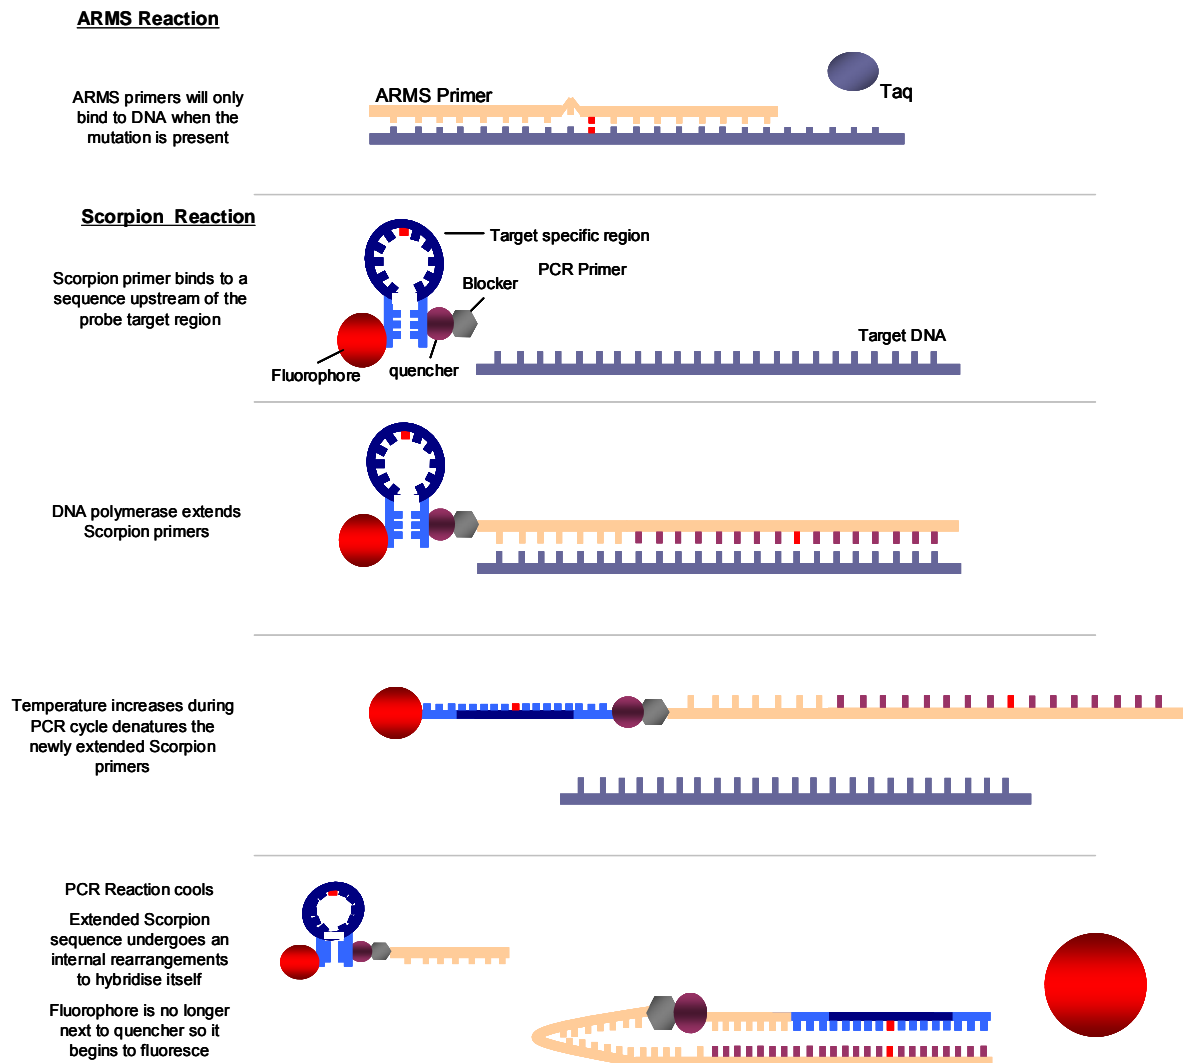 ARMS Reaction
ARMS primers will only
bind to DNA when the
mutation is present
ARMS Primer
Taq
Scorpion Reaction
Scorpion primer binds to a
sequence upstream of the
probe target region
Target specific region
PCR Primer
Blocker
Target DNA
Fluorophore
quencher
DNA polymerase extends
Scorpion primers
Temperature increases during
PCR cycle denatures the
newly extended Scorpion
primers
PCR Reaction cools
Extended Scorpion
sequence undergoes an
internal rearrangements
to hybridise itself
Fluorophore is no longer
next to quencher so it
begins to fluoresce